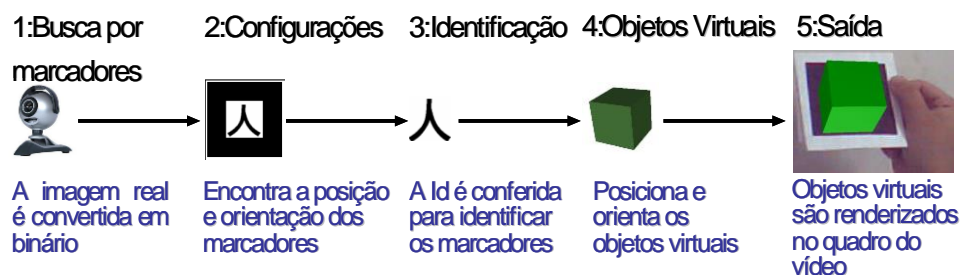 1:Busca por
marcadores
2:Configurações
3:Identificação
4:Objetos Virtuais
5:Saída
人
人
A imagem real
é convertida em
binário
Encontra a posição
e orientação dos
marcadores
A Id é conferida
para identificar
os marcadores
Posiciona e
orienta os
objetos virtuais
Objetos virtuais
são renderizados
no quadro do
vídeo